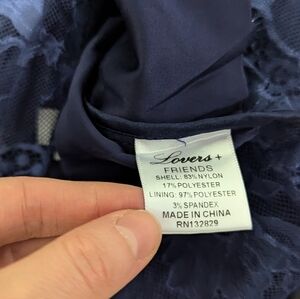 Lovers +
FRIENDS
SHELL: 83% NYLON
17% POLYESTER
LINING: 97% POLYESTER
3% SPANDEX
MADE IN CHINA
RN132829